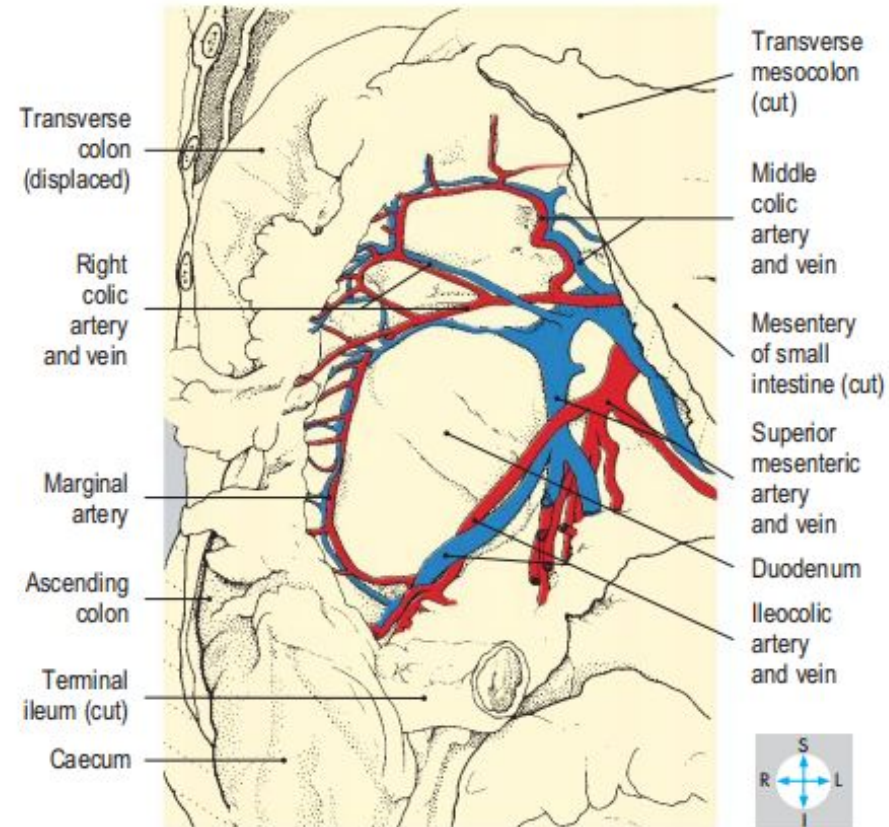 Transverse
colon
(displaced)
Right
colic
artery
and vein
Marginal
artery
Ascending
colon
Terminal
ileum (cut)
Caecum
Transverse
mesocolon
(cut)
Middle
colic
artery
and vein
Mesentery
of small
intestine (cut)
Superior
mesenteric
artery
and vein
Duodenum
Ileocolic
artery
and vein
S
R L
I